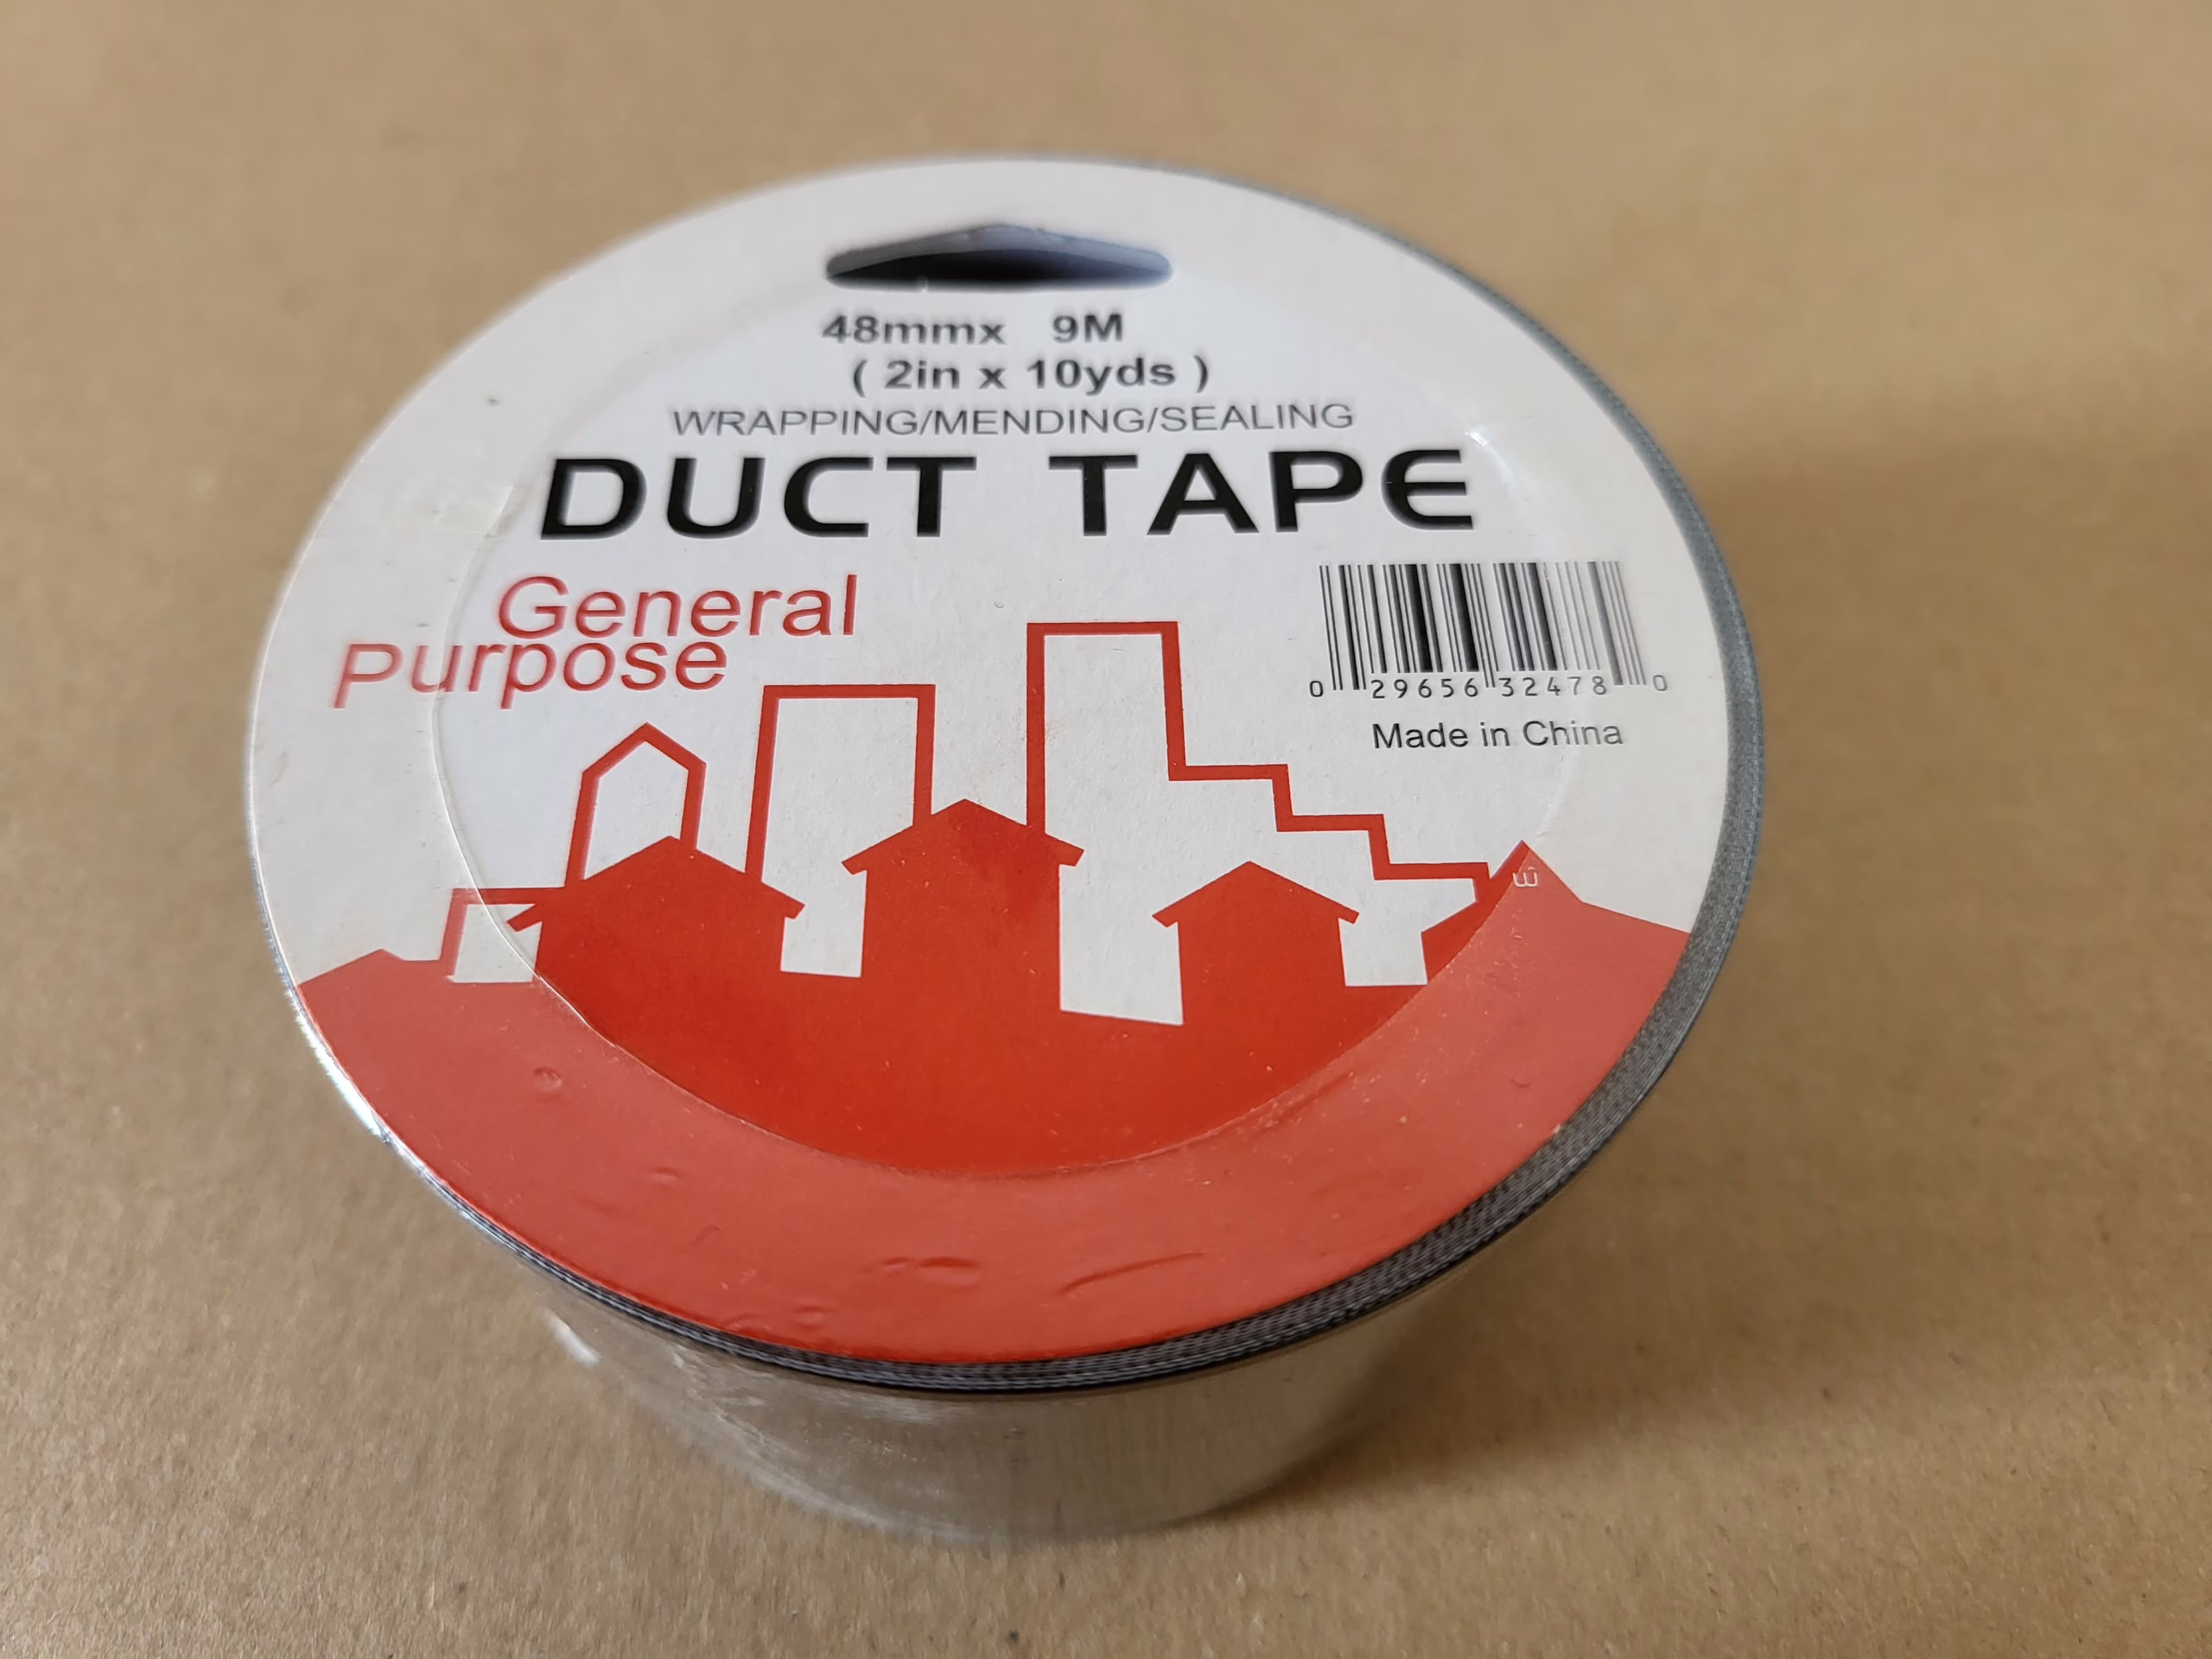 48mmx 9M
( 2in x 10yds )
WRAPPING/MENDING/SEALING
DUCT TAPE
General
Purpose
0 29656 32478 0
Made in China